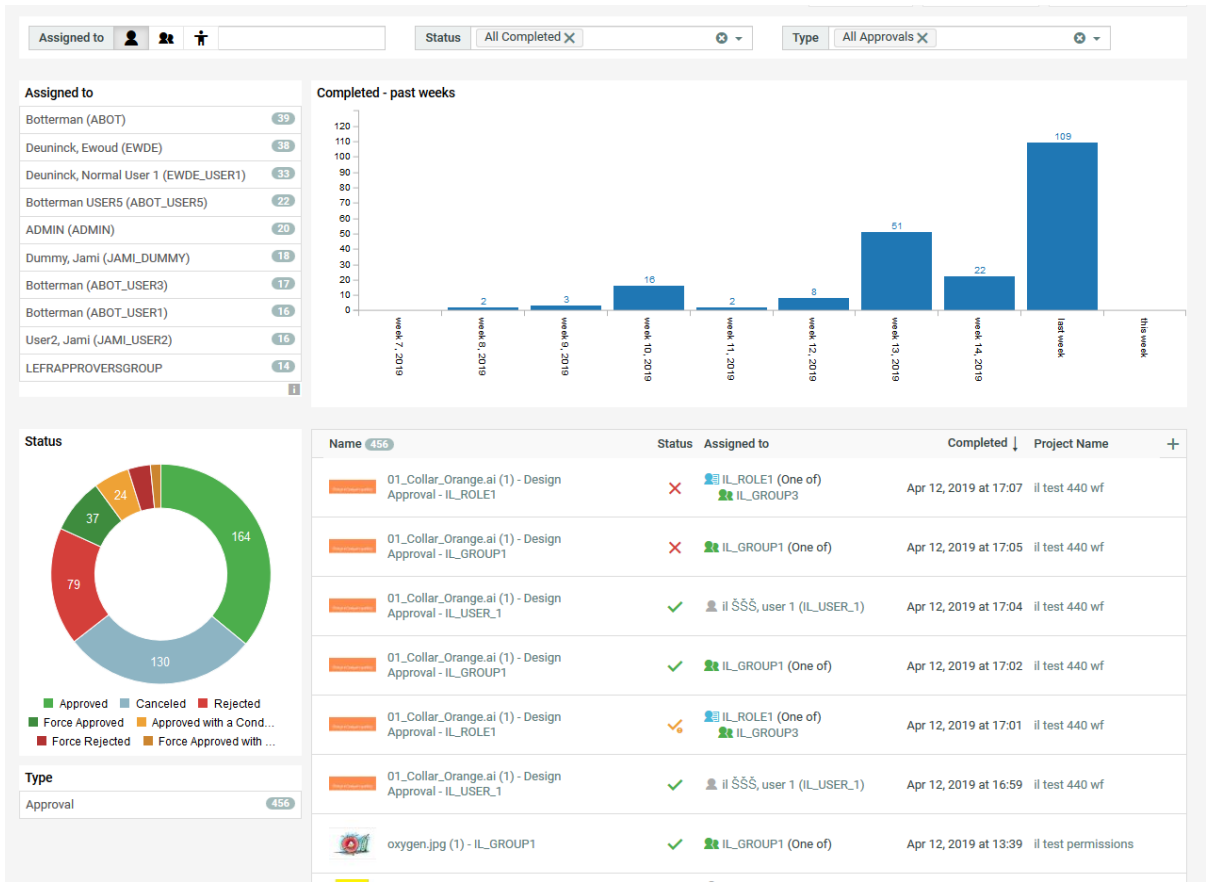 Assigned to
Status All Completed
Type All Approvals
Assigned to
Botterman (ABOT) 39
Deuninck, Ewoud (EWDE) 38
Deuninck, Normal User 1 (EWDE_USER1) 33
Botterman USER5 (ABOT_USER5) 22
ADMIN (ADMIN) 20
Dummy, Jami (JAMI_DUMMY) 18
Botterman (ABOT_USER3) 17
Botterman (ABOT_USER1) 16
User2, Jami (JAMI_USER2) 16
LEFRAPPROVERSGROUP 14
Completed - past weeks
120
110
100
90
80
70
60
50
40
30
20
10
0
2
3
16
2
8
51
22
109
week 7, 2019
week 8, 2019
week 9, 2019
week 10, 2019
week 11, 2019
week 12, 2019
week 13, 2019
week 14, 2019
last week
this week
Status
164
130
79
37
24
Approved Canceled Rejected
Force Approved Approved with a Cond...
Force Rejected Force Approved with ...
Type
Approval 456
Name 456 Status Assigned to Completed Project Name
01_Collar_Orange.ai (1) - Design
Approval - IL_ROLE1
IL_ROLE1 (One of)
IL_GROUP3
Apr 12, 2019 at 17:07 il test 440 wf
01_Collar_Orange.ai (1) - Design
Approval - IL_GROUP1
IL_GROUP1 (One of)
Apr 12, 2019 at 17:05 il test 440 wf
01_Collar_Orange.ai (1) - Design
Approval - IL_USER_1
il ŠŠŠ, user 1 (IL_USER_1)
Apr 12, 2019 at 17:04 il test 440 wf
01_Collar_Orange.ai (1) - Design
Approval - IL_GROUP1
IL_GROUP1 (One of)
Apr 12, 2019 at 17:02 il test 440 wf
01_Collar_Orange.ai (1) - Design
Approval - IL_ROLE1
IL_ROLE1 (One of)
IL_GROUP3
Apr 12, 2019 at 17:01 il test 440 wf
01_Collar_Orange.ai (1) - Design
Approval - IL_USER_1
il ŠŠŠ, user 1 (IL_USER_1)
Apr 12, 2019 at 16:59 il test 440 wf
oxygen.jpg (1) - IL_GROUP1
IL_GROUP1 (One of)
Apr 12, 2019 at 13:39 il test permissions